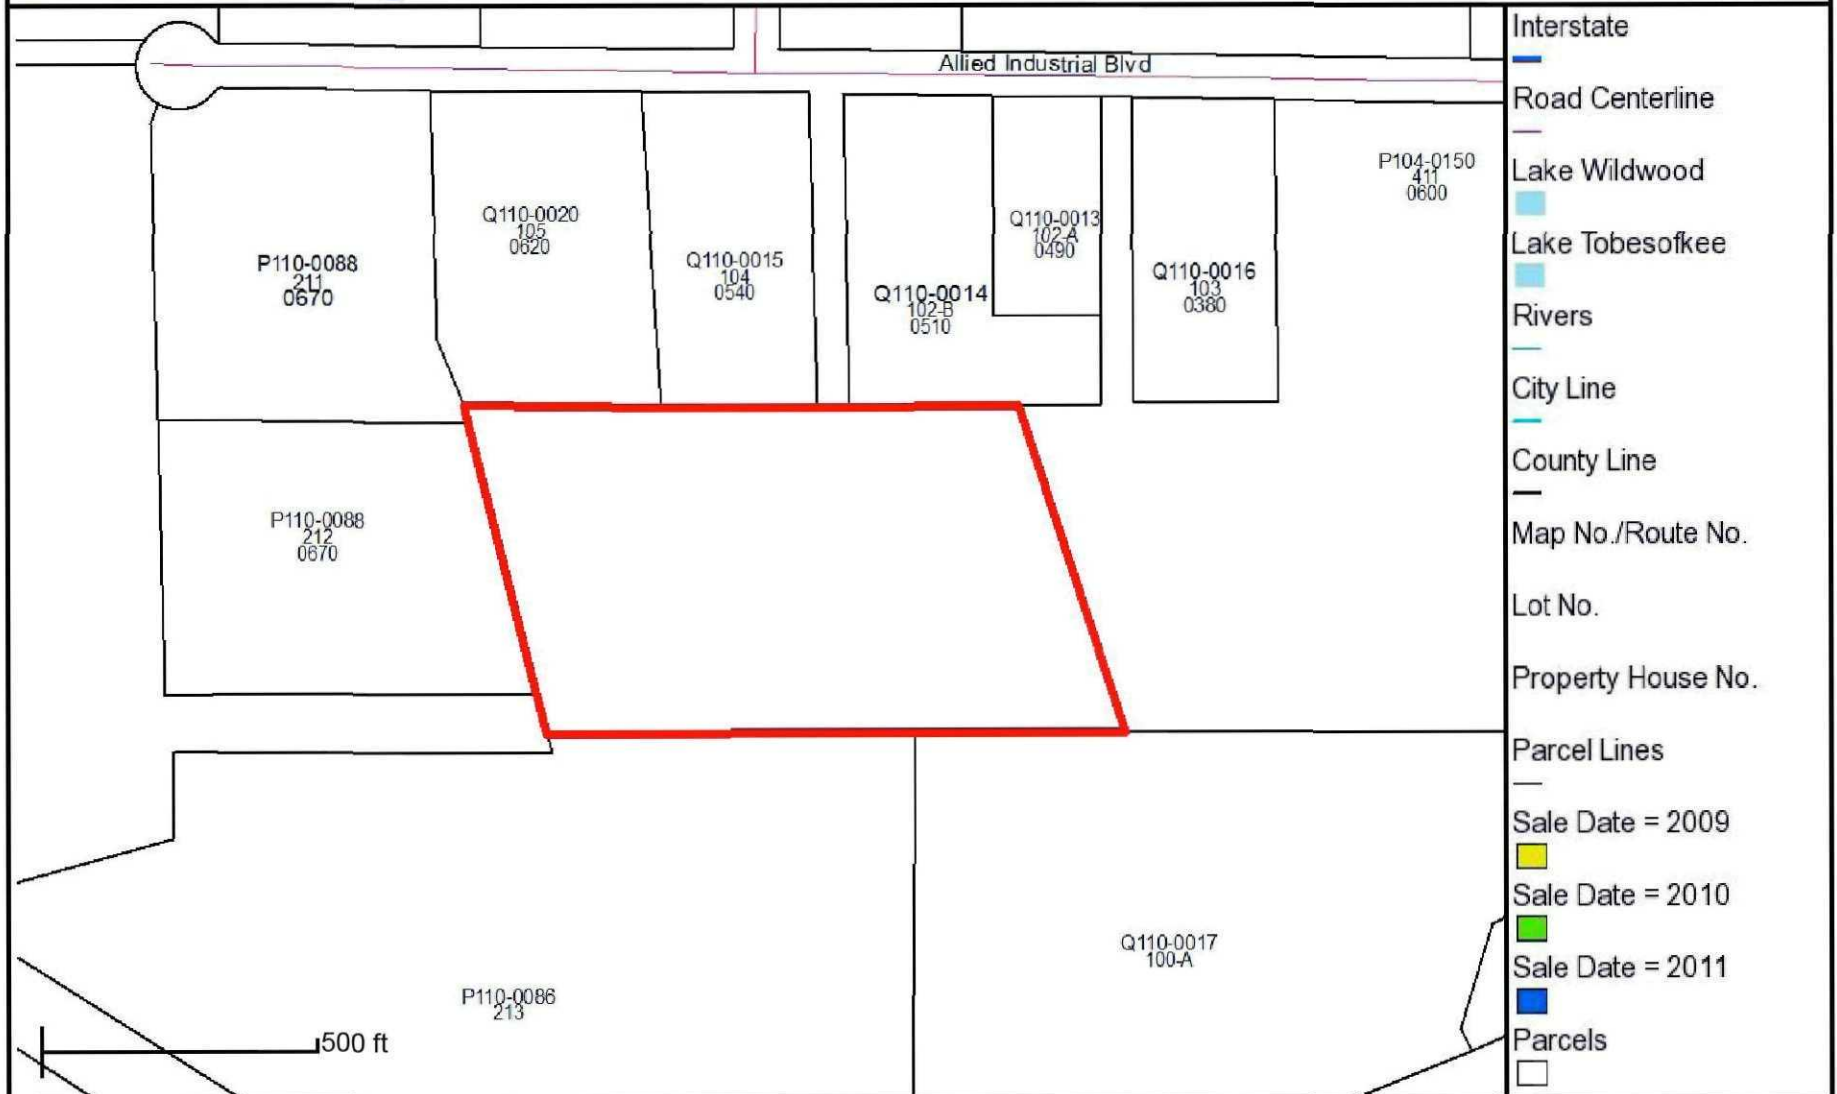 Allied Industrial Blvd
P104-0150
411
0600
Q110-0020
105
0620
Q110-0013
102-A
0490
P110-0088
211
0670
Q110-0015
104
0540
Q110-0014
102-B
0510
Q110-0016
103
0380
P110-0088
212
0670
Q110-0017
100-A
P110-0086
213
500 ft
Interstate
Road Centerline
Lake Wildwood
Lake Tobesofkee
Rivers
City Line
County Line
Map No./Route No.
Lot No.
Property House No.
Parcel Lines
Sale Date = 2009
Sale Date = 2010
Sale Date = 2011
Parcels